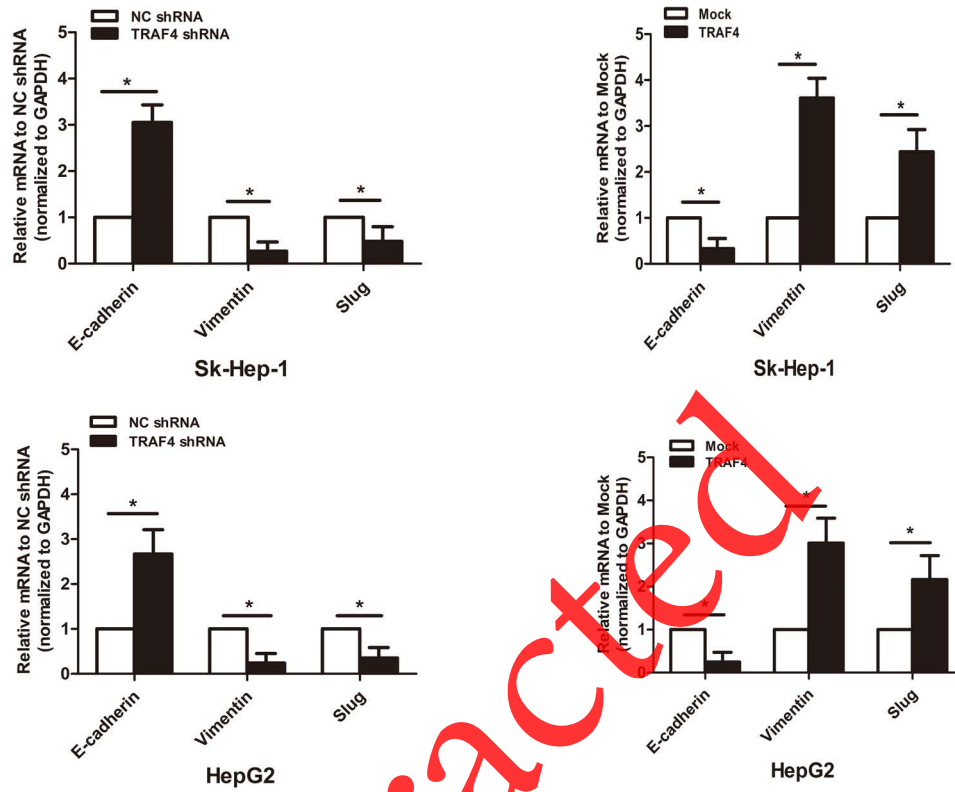 NC shRNA
TRAF4 shRNA
Relative mRNA to NC shRNA
(normalized to GAPDH)
5
4
3
2
1
0
*
*
*
E-cadherin
Vimentin
Slug
Sk-Hep-1
Mock
TRAF4
Relative mRNA to Mock
(normalized to GAPDH)
5
4
3
2
1
0
*
*
*
E-cadherin
Vimentin
Slug
Sk-Hep-1
NC shRNA
TRAF4 shRNA
Relative mRNA to NC shRNA
(normalized to GAPDH)
5
4
3
2
1
0
*
*
*
E-cadherin
Vimentin
Slug
HepG2
Mock
TRAF4
Relative mRNA to Mock
(normalized to GAPDH)
5
4
3
2
1
0
*
*
*
E-cadherin
Vimentin
Slug
HepG2
acted